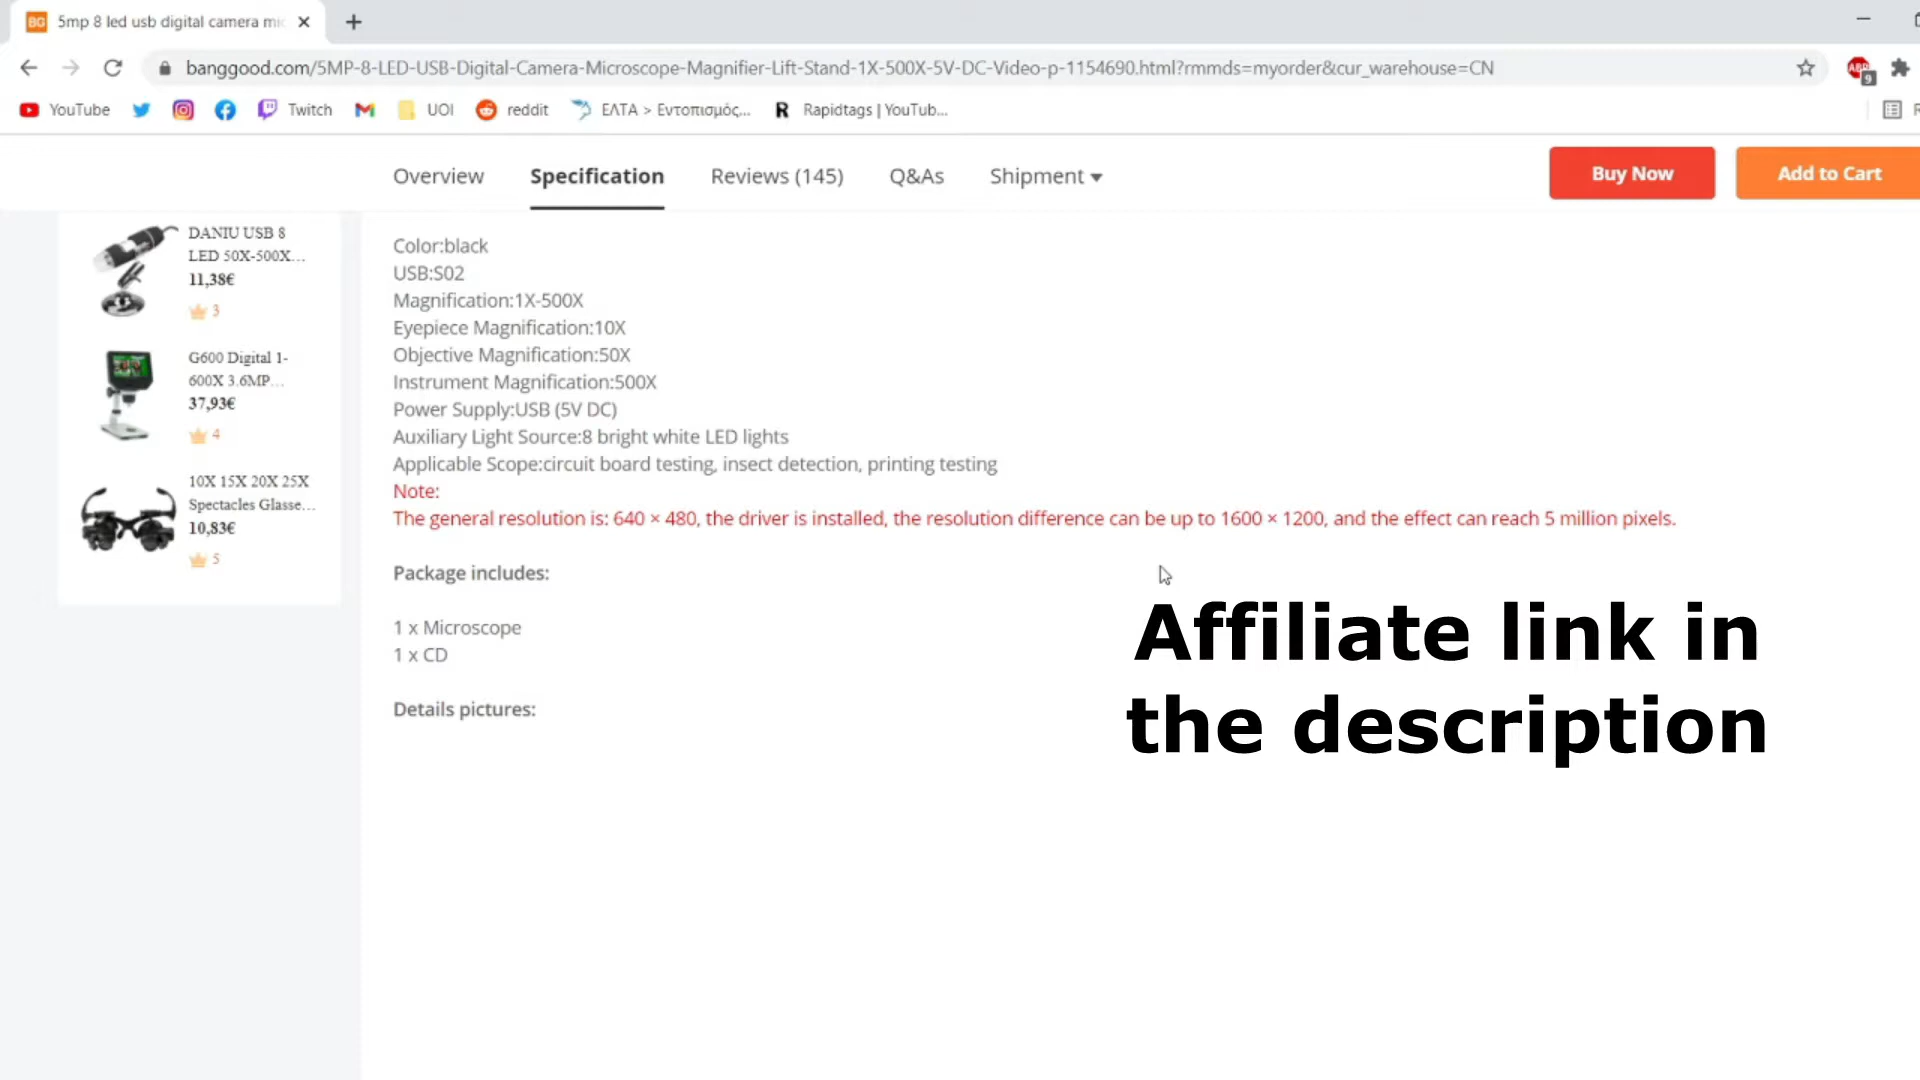 BG 5mp 8 led usb digital camera mic
banggood.com/5MP-8-LED-USB-Digital-Camera-Microscope-Magnifier-Lift-Stand-1X-500X-5V-DC-Video-p-1154690.html?rmmds=myorder&cur_warehouse=CN
ABP 9
YouTube Twitch UOI reddit ΕΛΤΑ > Εντοπισμός... R Rapidtags | YouTub...
Overview Specification Reviews (145) Q&As Shipment Buy Now Add to Cart
DANIU USB 8
LED 50X-500X...
11,38€
3
G600 Digital 1-
600X 3.6MP...
37,93€
4
10X 15X 20X 25X
Spectacles Glasse...
10,83€
5
Color:black
USB:S02
Magnification:1X-500X
Eyepiece Magnification:10X
Objective Magnification:50X
Instrument Magnification:500X
Power Supply:USB (5V DC)
Auxiliary Light Source:8 bright white LED lights
Applicable Scope:circuit board testing, insect detection, printing testing
Note:
The general resolution is: 640 × 480, the driver is installed, the resolution difference can be up to 1600 × 1200, and the effect can reach 5 million pixels.
Package includes:
1 x Microscope
1 x CD
Details pictures:
Affiliate link in
the description